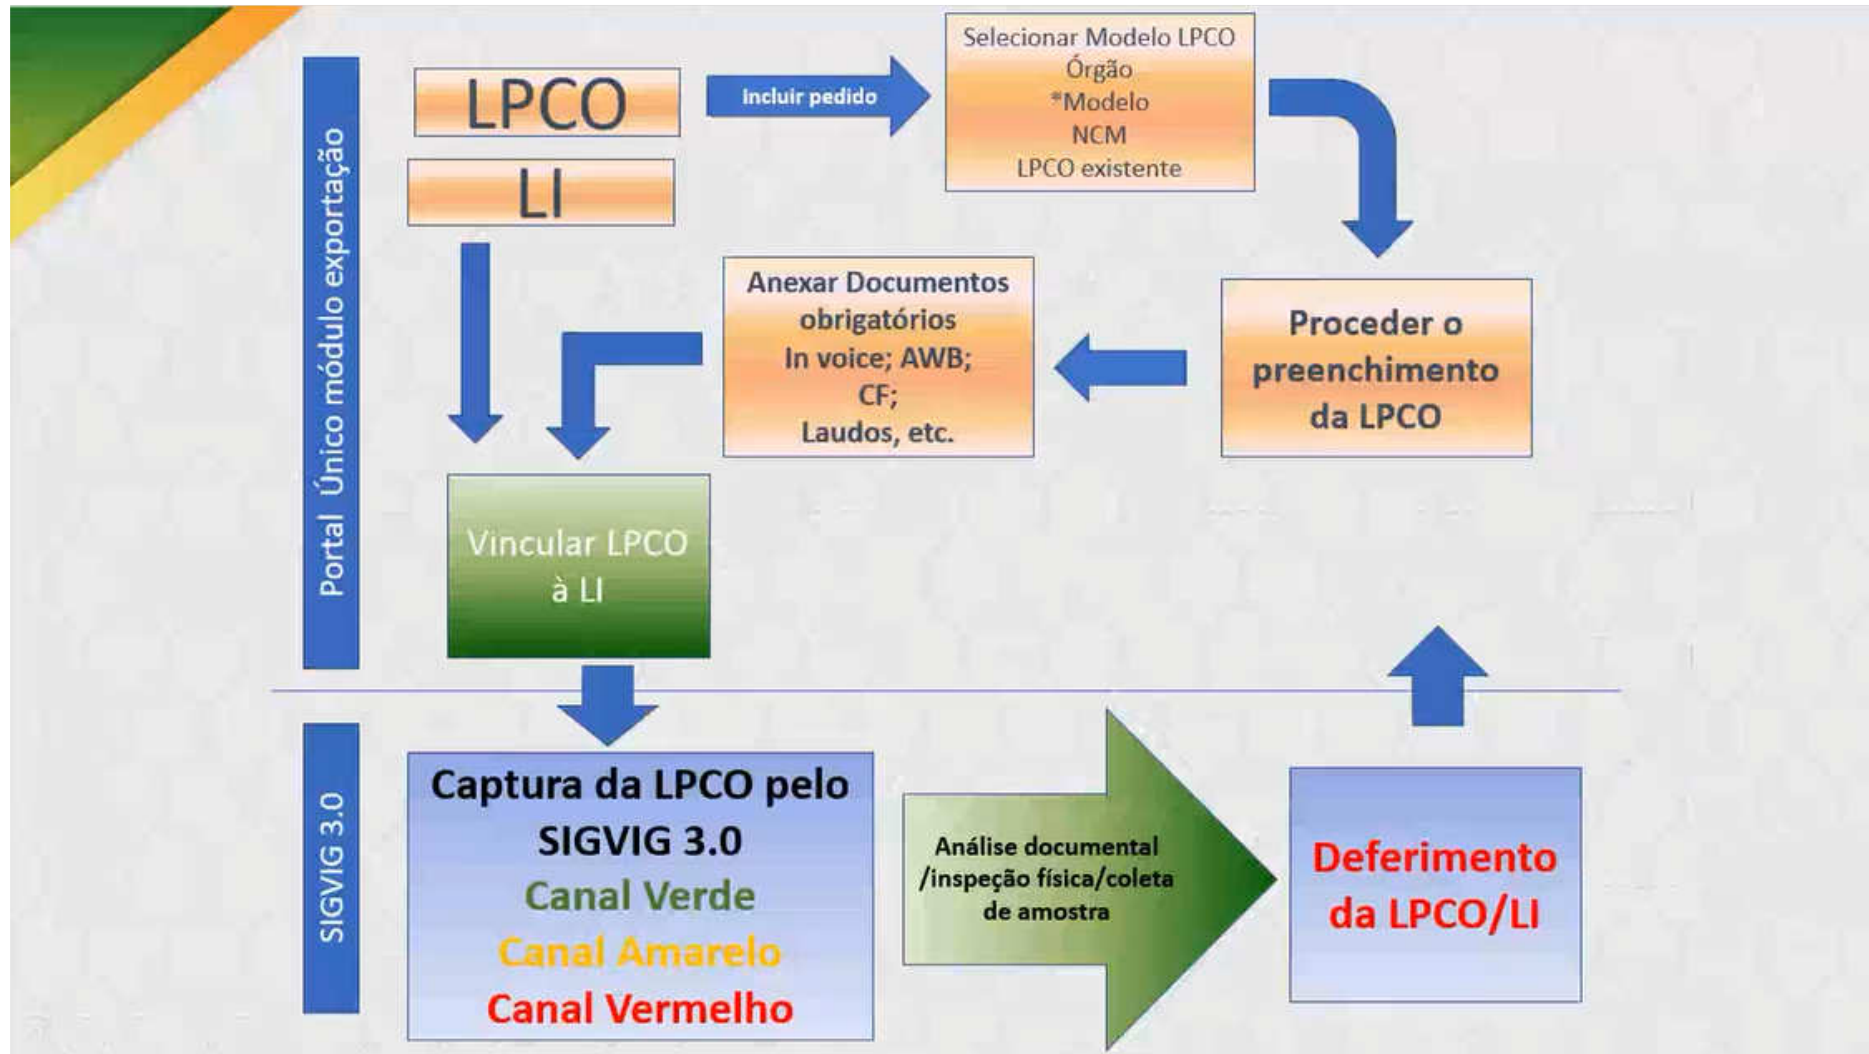 Portal Único módulo exportação
LPCO
LI
Incluir pedido
Selecionar Modelo LPCO
Órgão
*Modelo
NCM
LPCO existente
Proceder o
preenchimento
da LPCO
Anexar Documentos
obrigatórios
In voice; AWB;
CF;
Laudos, etc.
Vincular LPCO
à LI
SIGVIG 3.0
Captura da LPCO pelo
SIGVIG 3.0
Canal Verde
Canal Amarelo
Canal Vermelho
Análise documental
/inspeção física/coleta
de amostra
Deferimento
da LPCO/LI